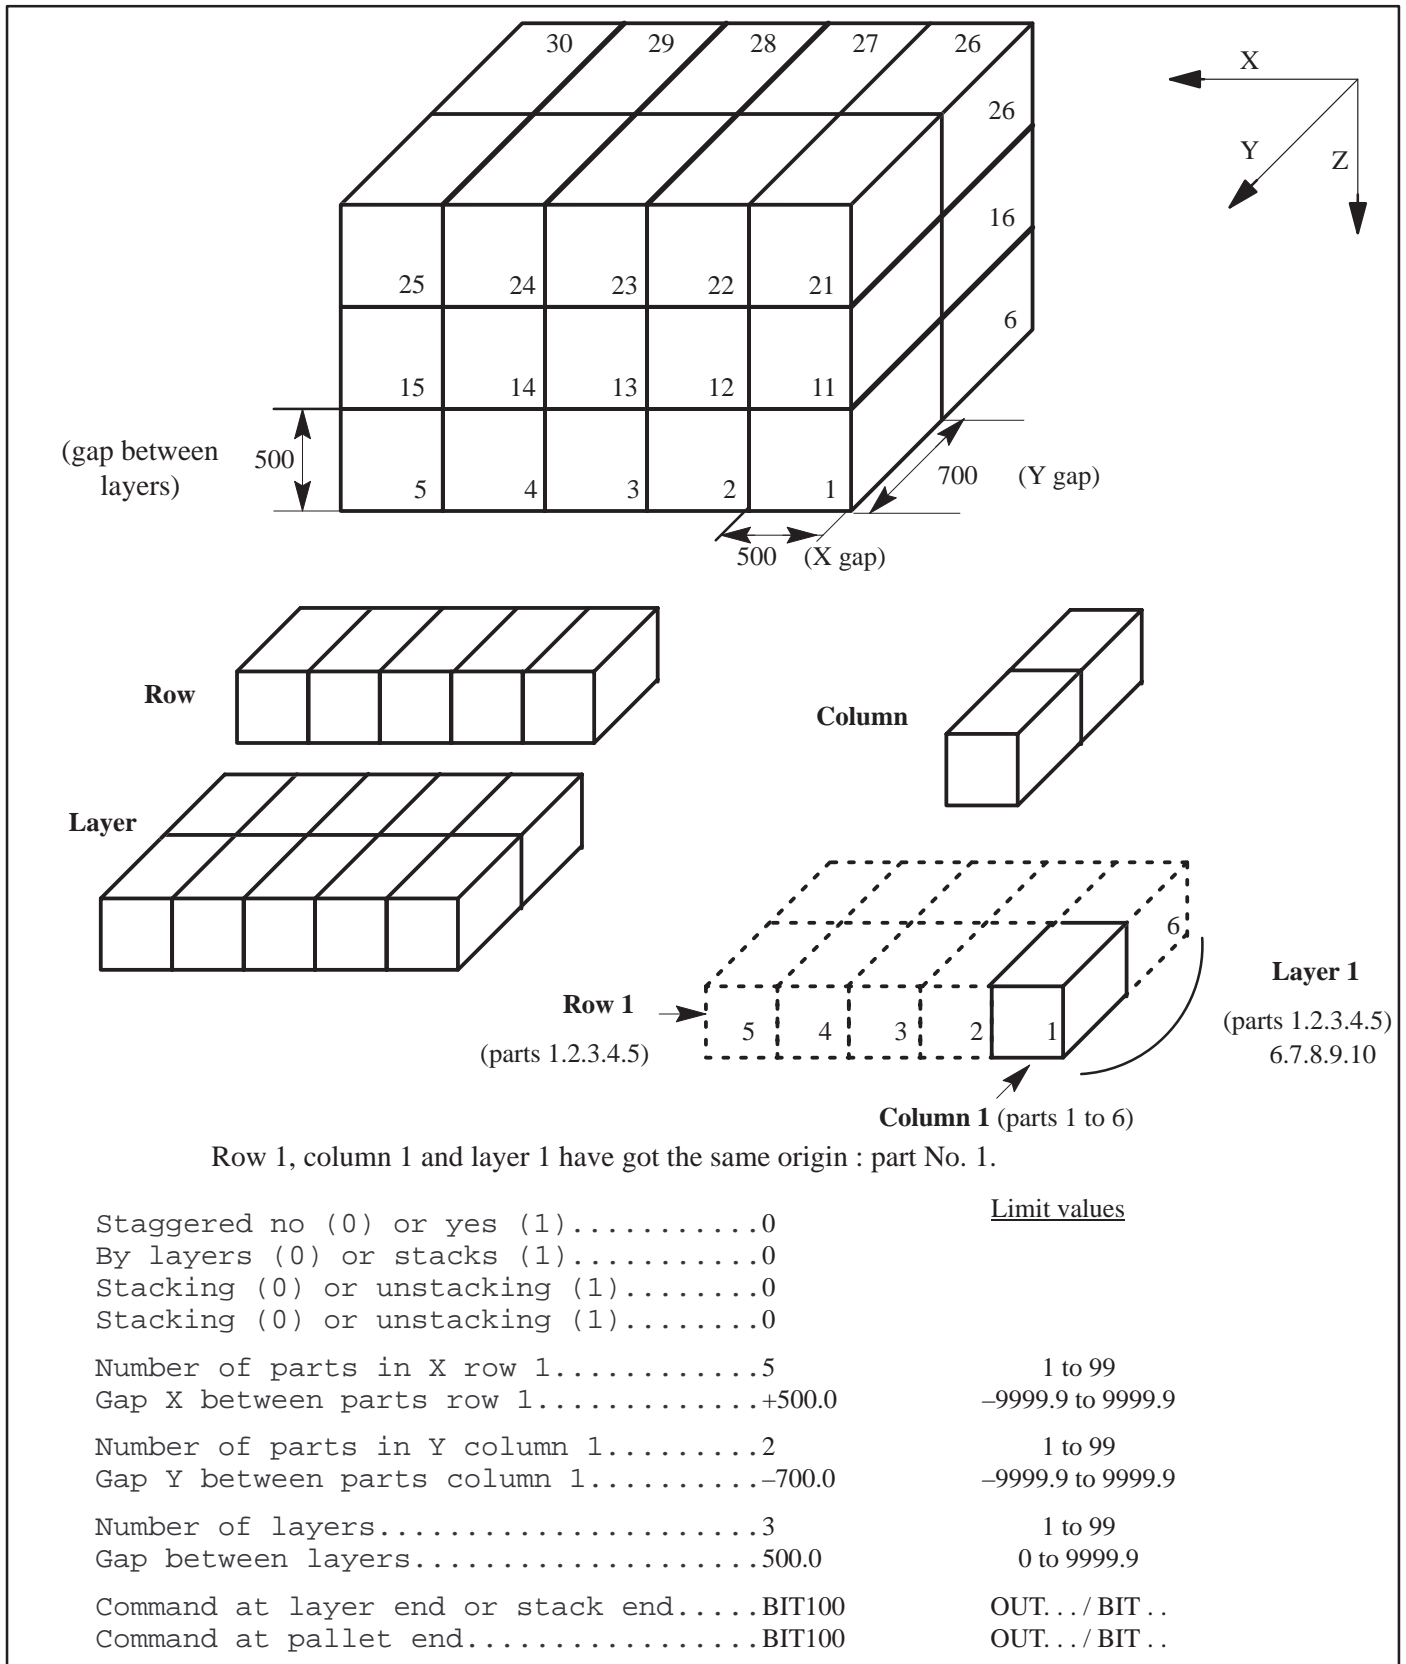 30 29 28 27 26
X
26
Y
Z
16
25 24 23 22 21
6
15 14 13 12 11
(gap between
layers)
500
700 (Y gap)
5 4 3 2 1
500 (X gap)
Row
Column
Layer
6
Layer 1
Row 1
(parts 1.2.3.4.5)
5 4 3 2 1
(parts 1.2.3.4.5)
6.7.8.9.10
Column 1 (parts 1 to 6)
Row 1, column 1 and layer 1 have got the same origin : part No. 1.
Limit values
Staggered no (0) or yes (1)...........0
By layers (0) or stacks (1)...........0
Stacking (0) or unstacking (1)........0
Stacking (0) or unstacking (1)........0
Number of parts in X row 1............5 1 to 99
Gap X between parts row 1.............+500.0 –9999.9 to 9999.9
Number of parts in Y column 1.........2 1 to 99
Gap Y between parts column 1..........–700.0 –9999.9 to 9999.9
Number of layers......................3 1 to 99
Gap between layers....................500.0 0 to 9999.9
Command at layer end or stack end.....BIT100 OUT. . . / BIT . .
Command at pallet end.................BIT100 OUT. . . / BIT . .